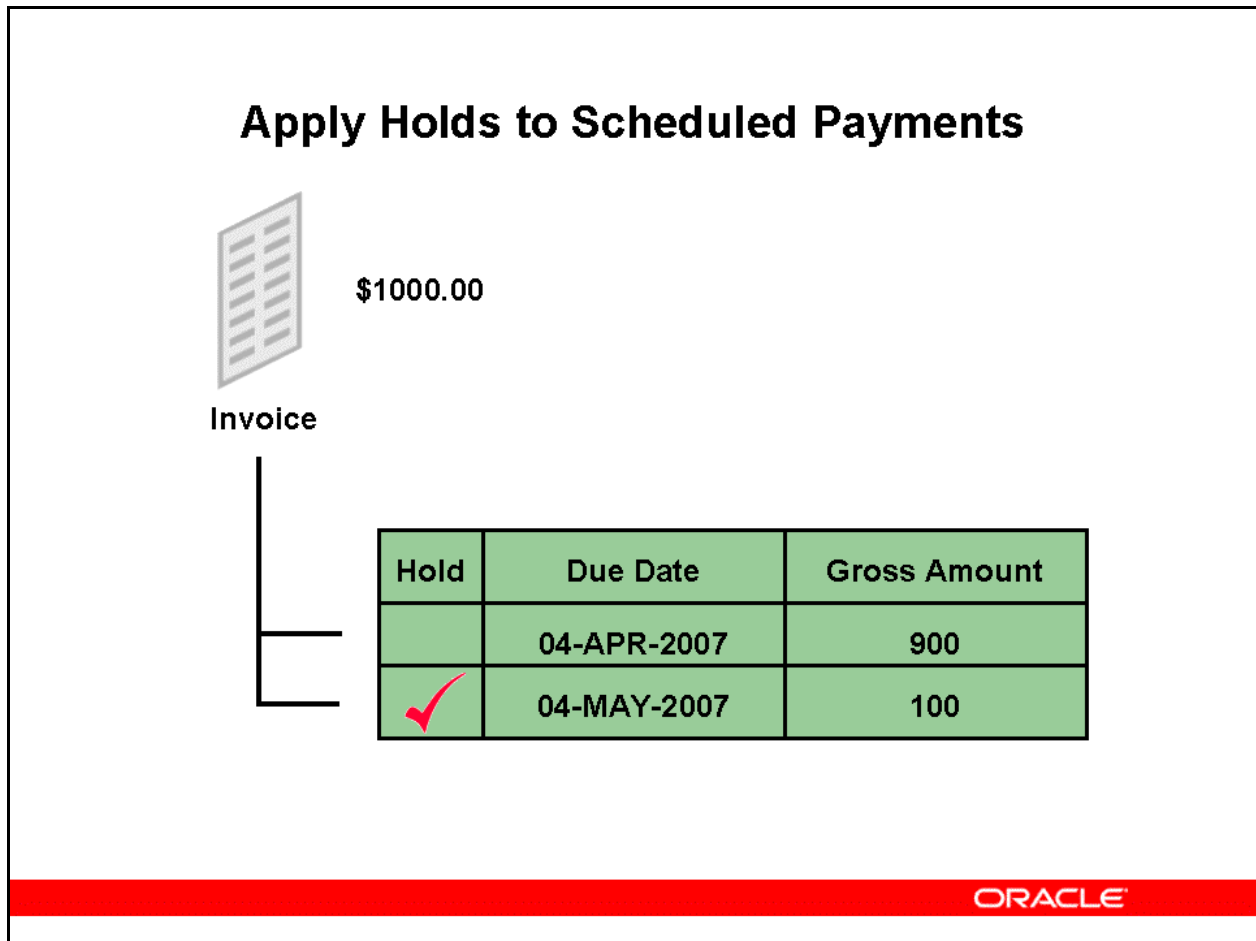 Apply Holds to Scheduled Payments
$1000.00
Invoice
Hold Due Date Gross Amount
04-APR-2007 900
04-MAY-2007 100
ORACLE